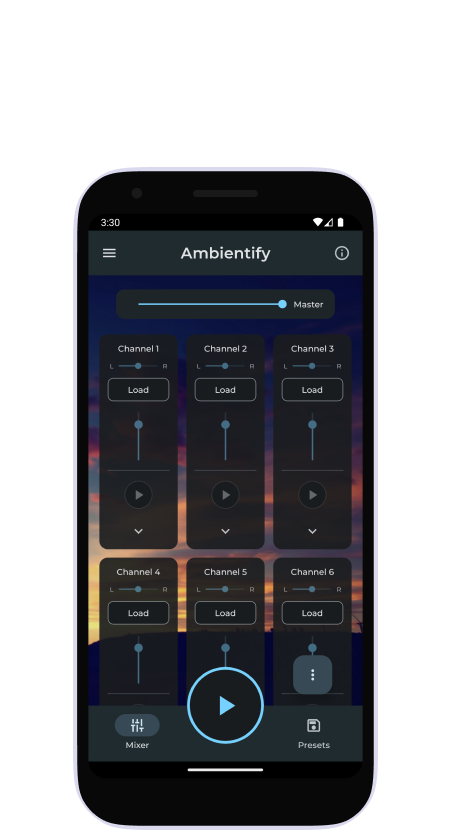 3:30
Ambientify
Master
Channel 1 Channel 2 Channel 3
L R L R L R
Load Load Load
Channel 4 Channel 5 Channel 6
L R L R L R
Load Load Load
Mixer Presets